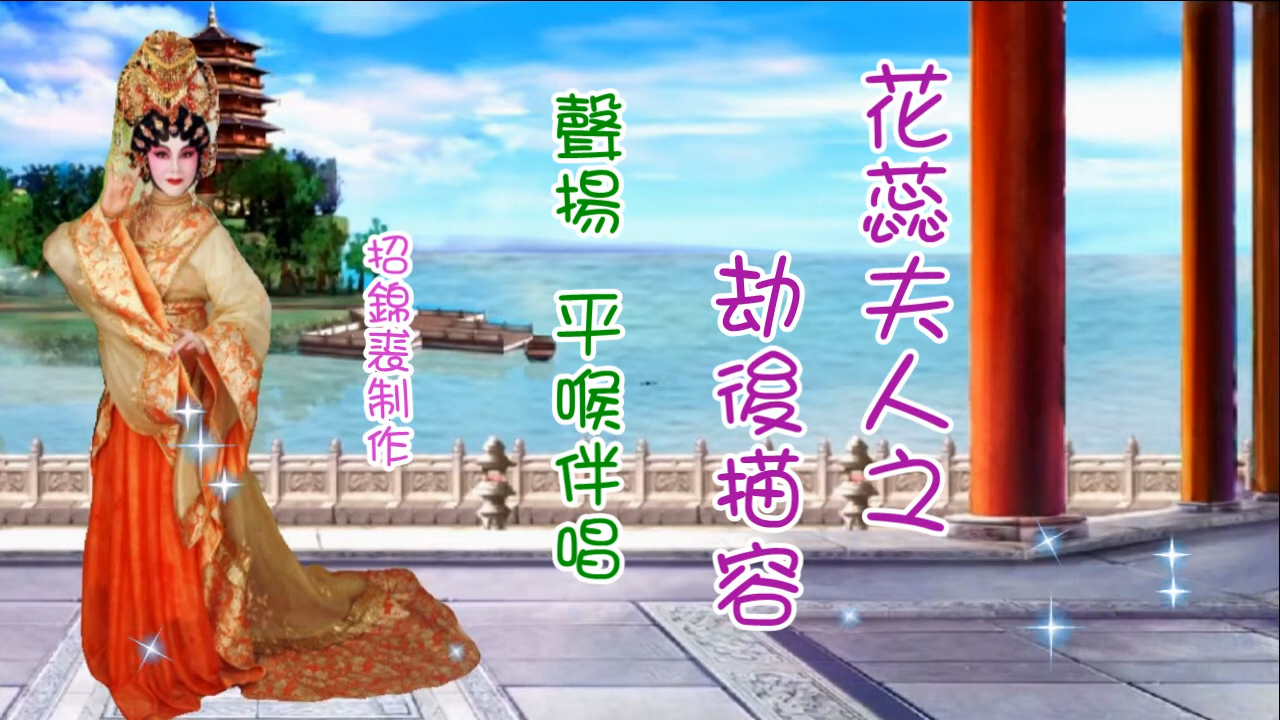 花蕊夫人之
劫後描容
聲揚 平喉伴唱
招錦裘制作